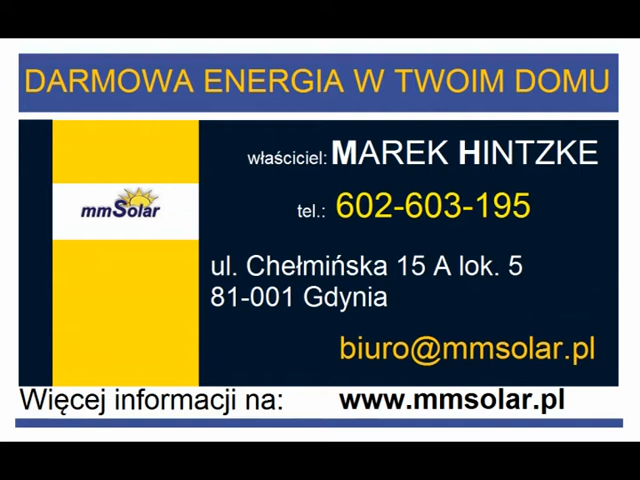 DARMOWA ENERGIA W TWOIM DOMU
właściciel: MAREK HINTZKE
mmSolar
tel.: 602-603-195
ul. Chełmińska 15 A lok. 5
81-001 Gdynia
biuro@mmsolar.pl
Więcej informacji na: www.mmsolar.pl